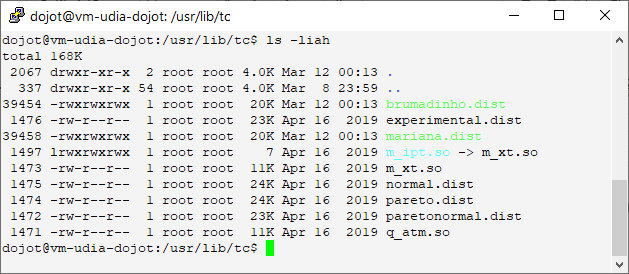 dojot@vm-udia-dojot: /usr/lib/tc
dojot@vm-udia-dojot:/usr/lib/tc$ ls -liah
total 168K
 2067 drwxr-xr-x  2 root root 4.0K Mar 12 00:13 .
  337 drwxr-xr-x 54 root root 4.0K Mar  8 23:59 ..
39454 -rwxrwxrwx  1 root root  20K Mar 12 00:13 brumadinho.dist
 1476 -rw-r--r--  1 root root  23K Apr 16  2019 experimental.dist
39458 -rwxrwxrwx  1 root root  20K Mar 12 00:13 mariana.dist
 1497 lrwxrwxrwx  1 root root    7 Apr 16  2019 m_ipt.so -> m_xt.so
 1473 -rw-r--r--  1 root root  11K Apr 16  2019 m_xt.so
 1475 -rw-r--r--  1 root root  24K Apr 16  2019 normal.dist
 1474 -rw-r--r--  1 root root  24K Apr 16  2019 pareto.dist
 1472 -rw-r--r--  1 root root  23K Apr 16  2019 paretonormal.dist
 1471 -rw-r--r--  1 root root  11K Apr 16  2019 q_atm.so
dojot@vm-udia-dojot:/usr/lib/tc$